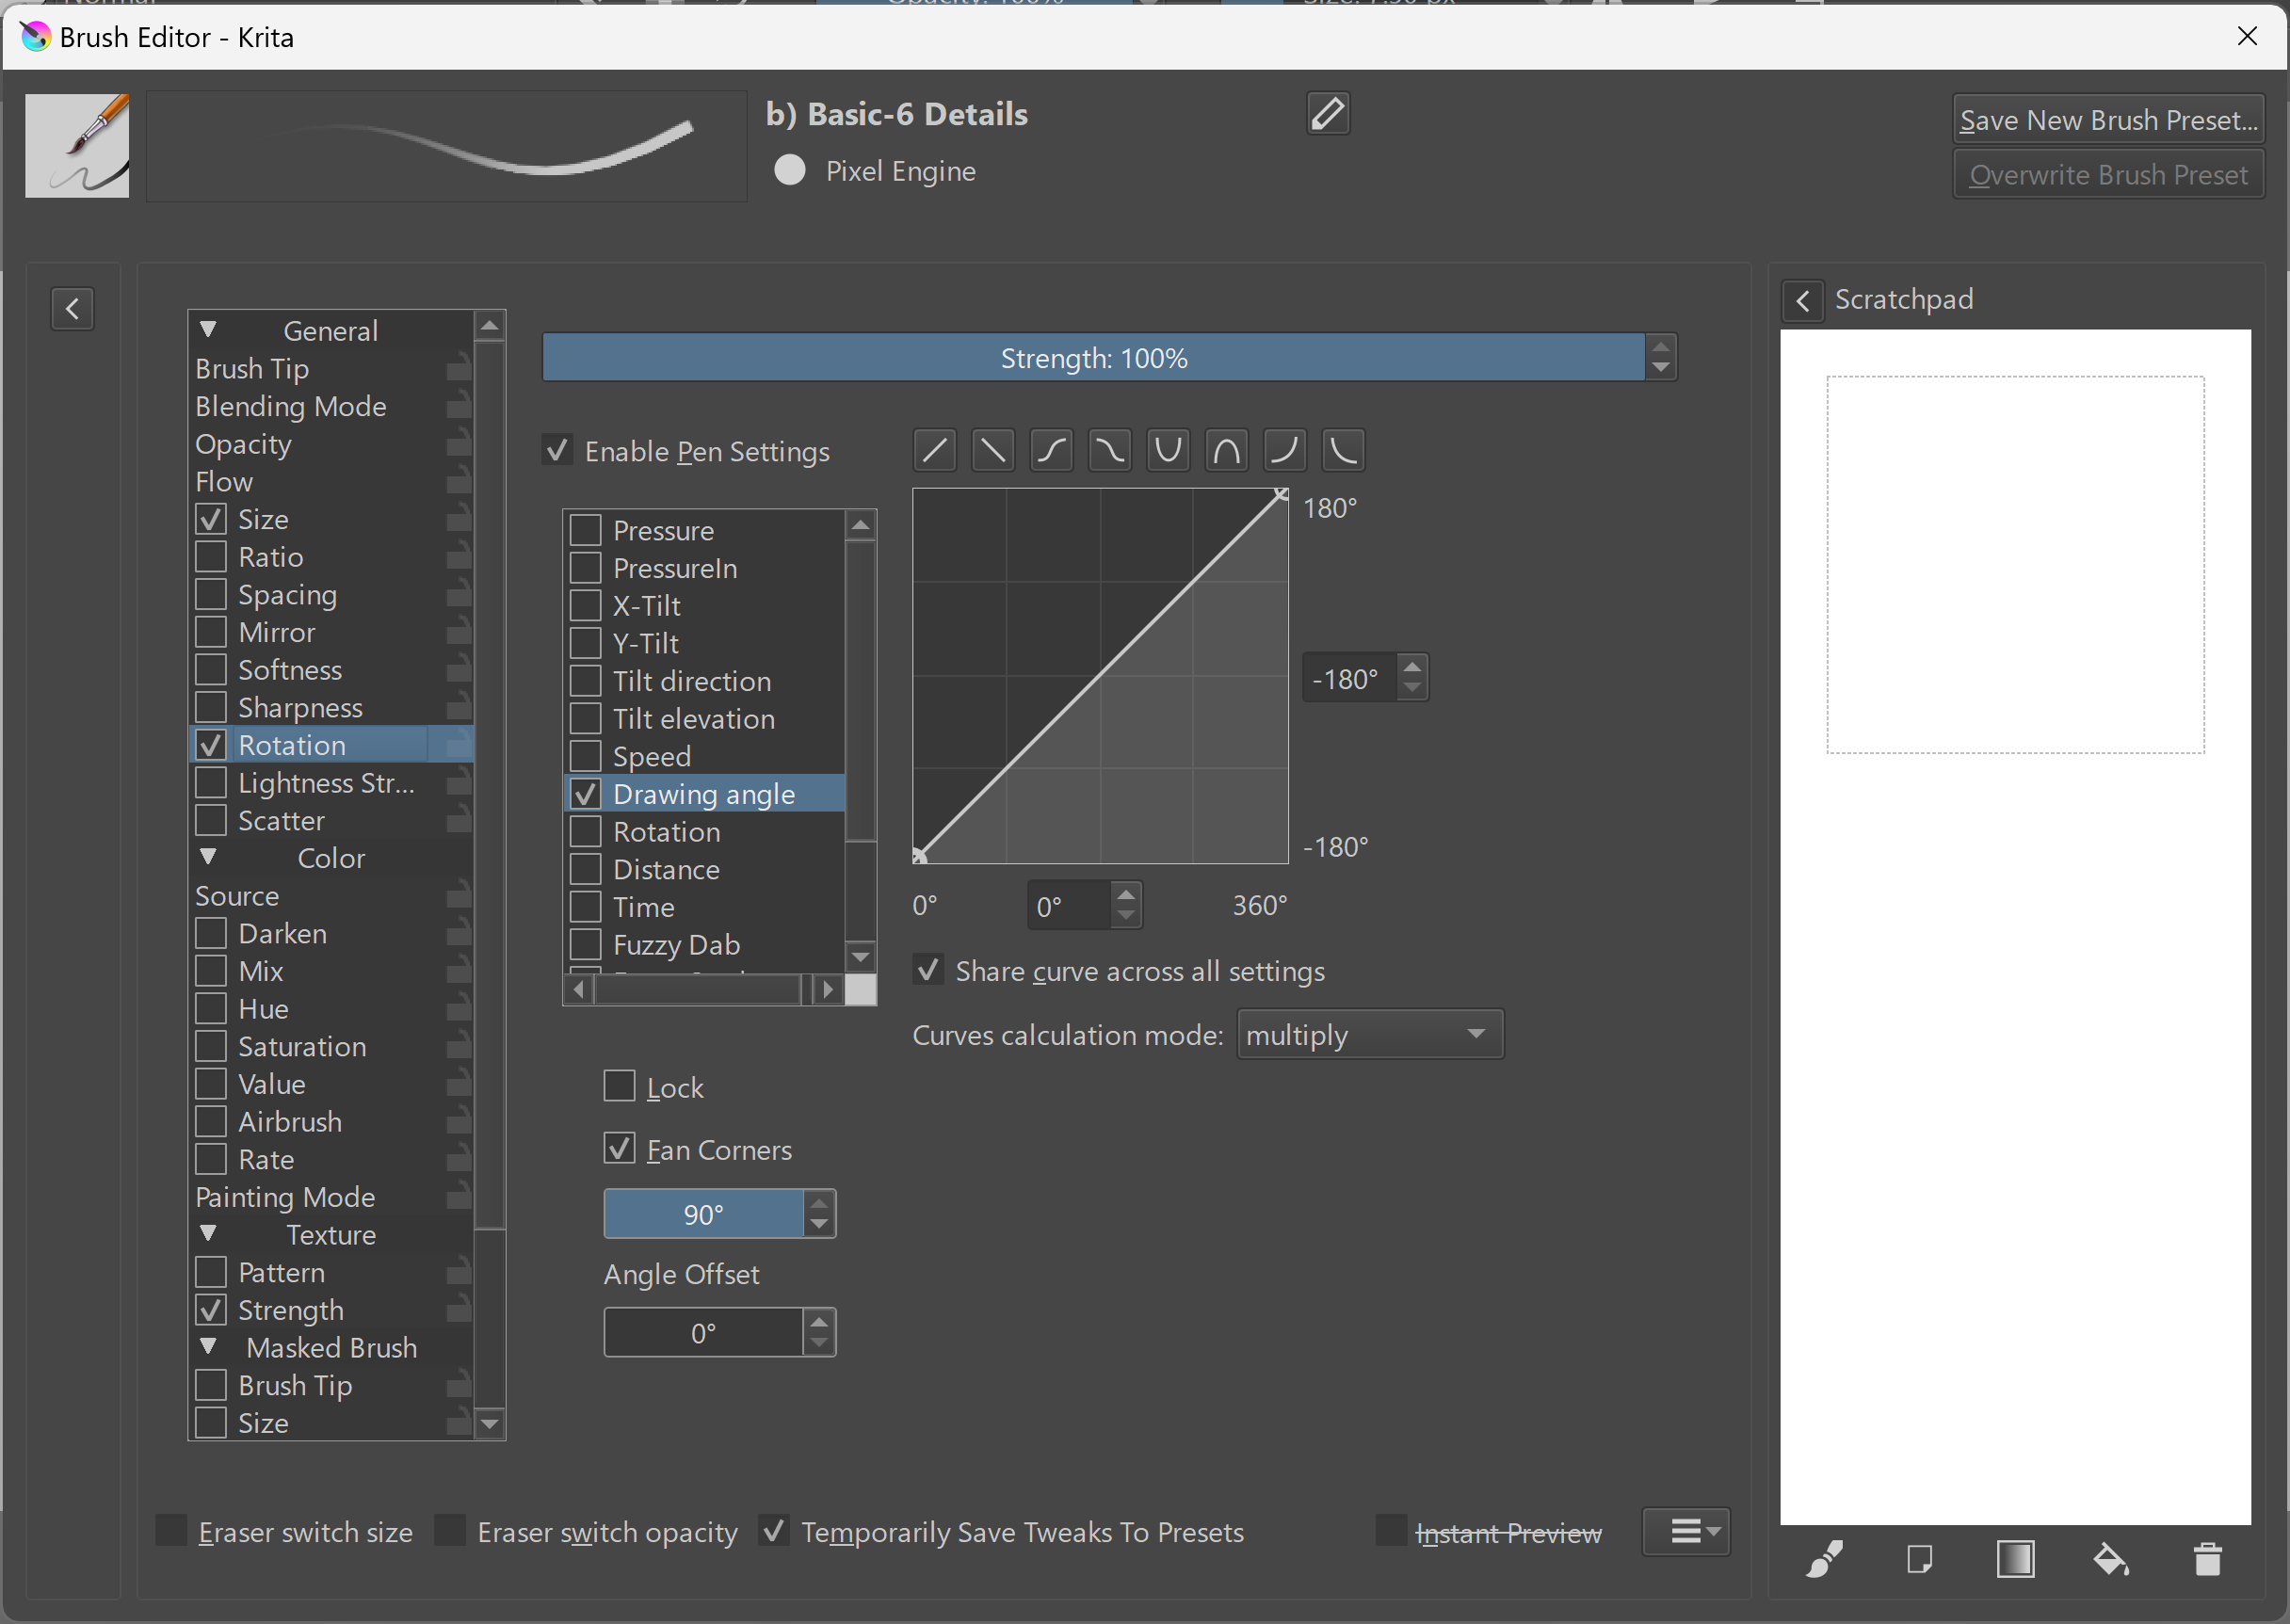 Brush Editor - Krita
b) Basic-6 Details
Pixel Engine
Save New Brush Preset...
Overwrite Brush Preset
General
Brush Tip
Blending Mode
Opacity
Flow
Size
Ratio
Spacing
Mirror
Softness
Sharpness
Rotation
Lightness Str...
Scatter
Color
Source
Darken
Mix
Hue
Saturation
Value
Airbrush
Rate
Painting Mode
Texture
Pattern
Strength
Masked Brush
Brush Tip
Size
Strength: 100%
Enable Pen Settings
Pressure
PressureIn
X-Tilt
Y-Tilt
Tilt direction
Tilt elevation
Speed
Drawing angle
Rotation
Distance
Time
Fuzzy Dab
180°
-180°
-180°
0°
0°
360°
Share curve across all settings
Curves calculation mode: multiply
Lock
Fan Corners
90°
Angle Offset
0°
Scratchpad
Eraser switch size
Eraser switch opacity
Temporarily Save Tweaks To Presets
Instant Preview